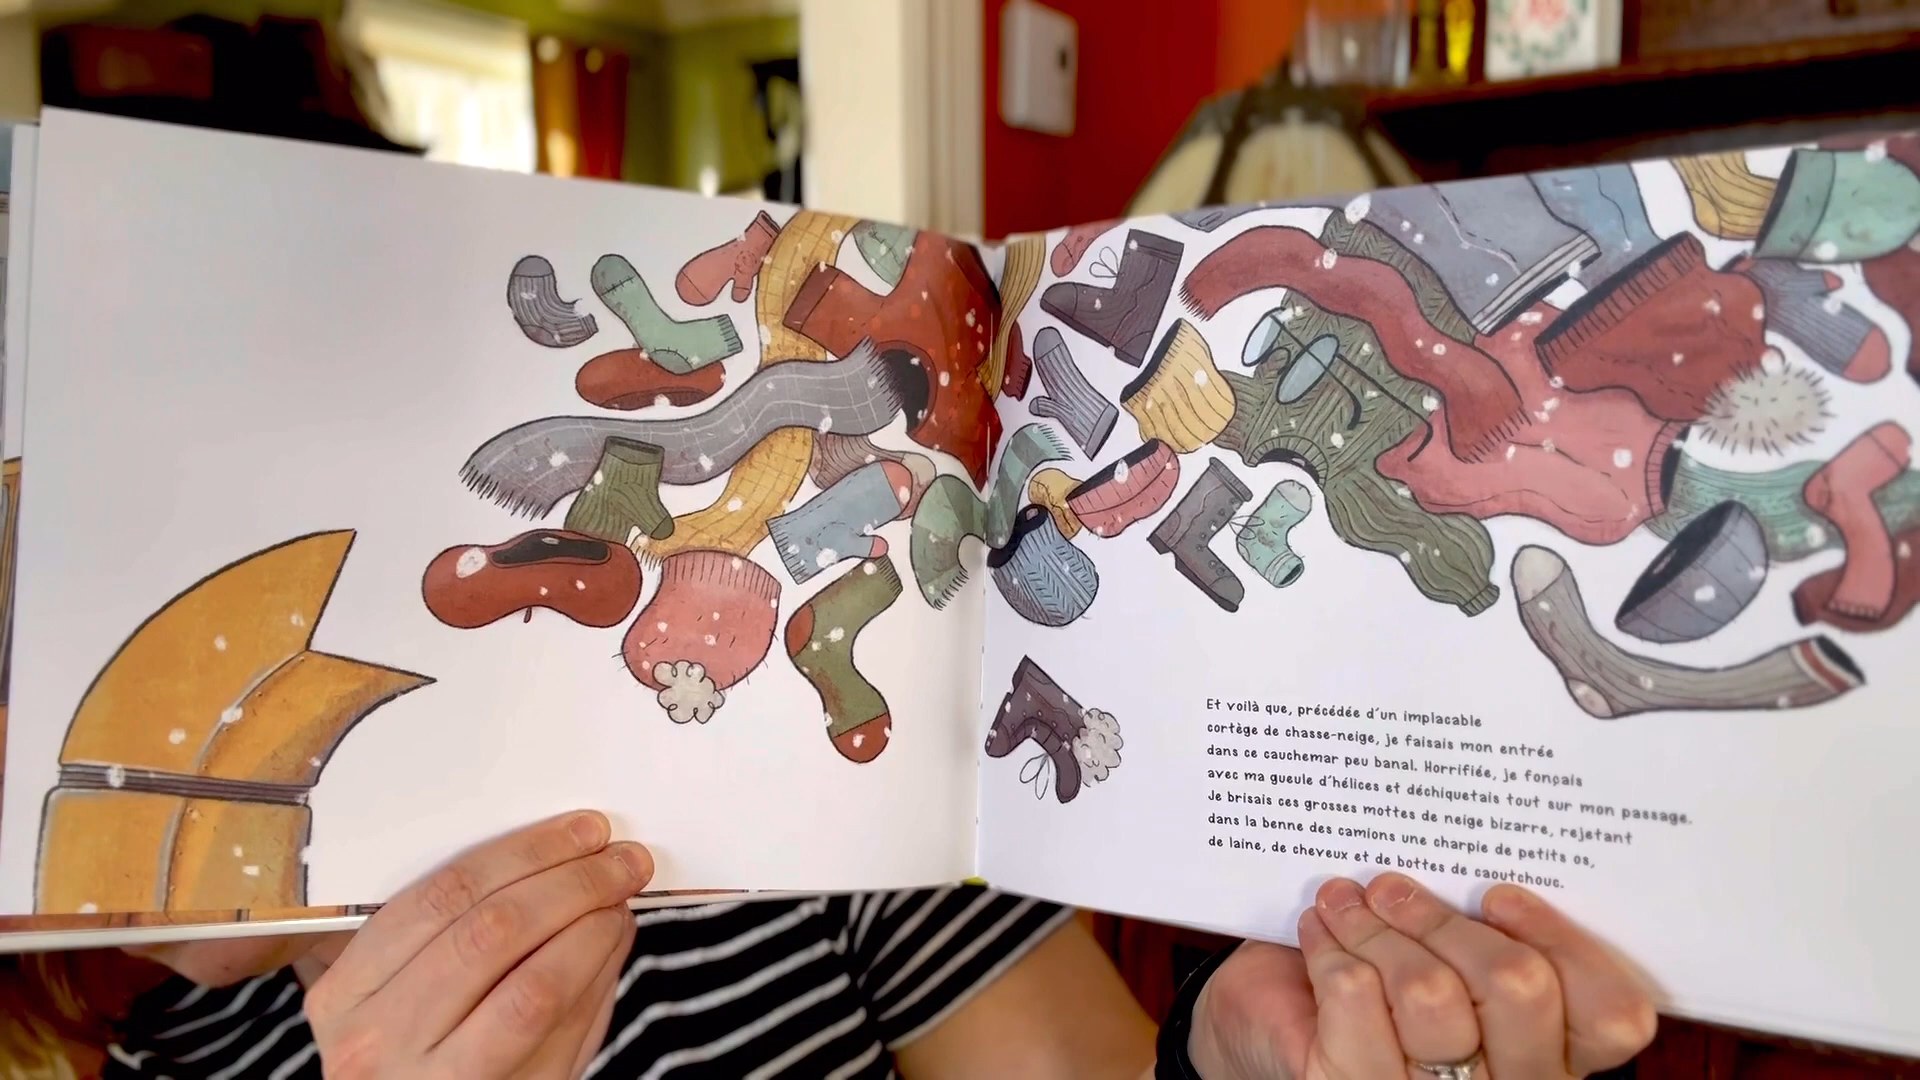 Et voilà que, précédée d'un implacable
cortège de chasse-neige, je faisais mon entrée
dans ce cauchemar peu banal. Horrifiée, je fonçais
avec ma gueule d'hélices et déchiquetais tout sur mon passage.
Je brisais ces grosses mottes de neige bizarre, rejetant
dans la benne des camions une charpie de petits os,
de laine, de cheveux et de bottes de caoutchouc.